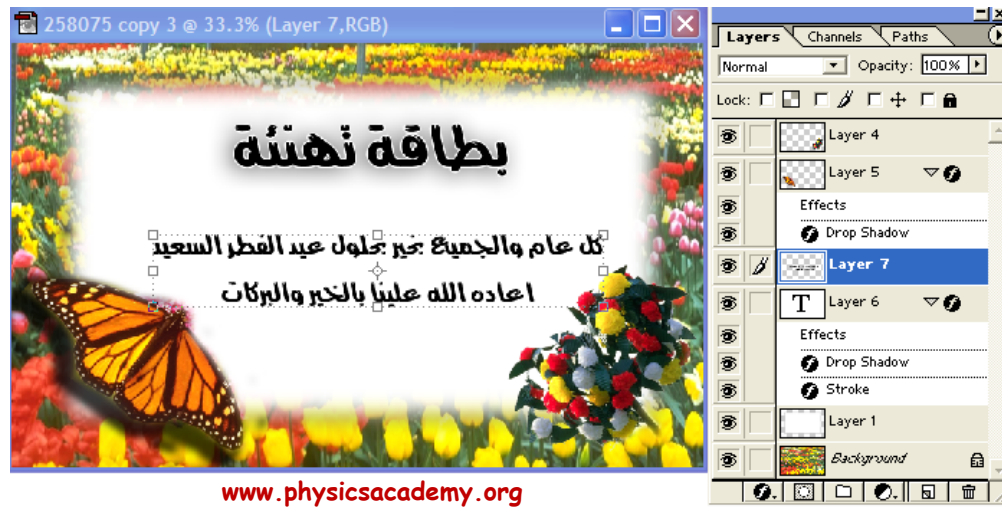 258075 copy 3 @ 33.3% (Layer 7,RGB)
بطاقة تهنئة
كل عام والجميع بخير بحلول عيد الفطر السعيد
اعاده الله علينا بالخير والبركات
www.physicsacademy.org
Layers Channels Paths
Normal Opacity: 100%
Lock:
Layer 4
Layer 5
Effects
Drop Shadow
Layer 7
T Layer 6
Effects
Drop Shadow
Stroke
Layer 1
Background